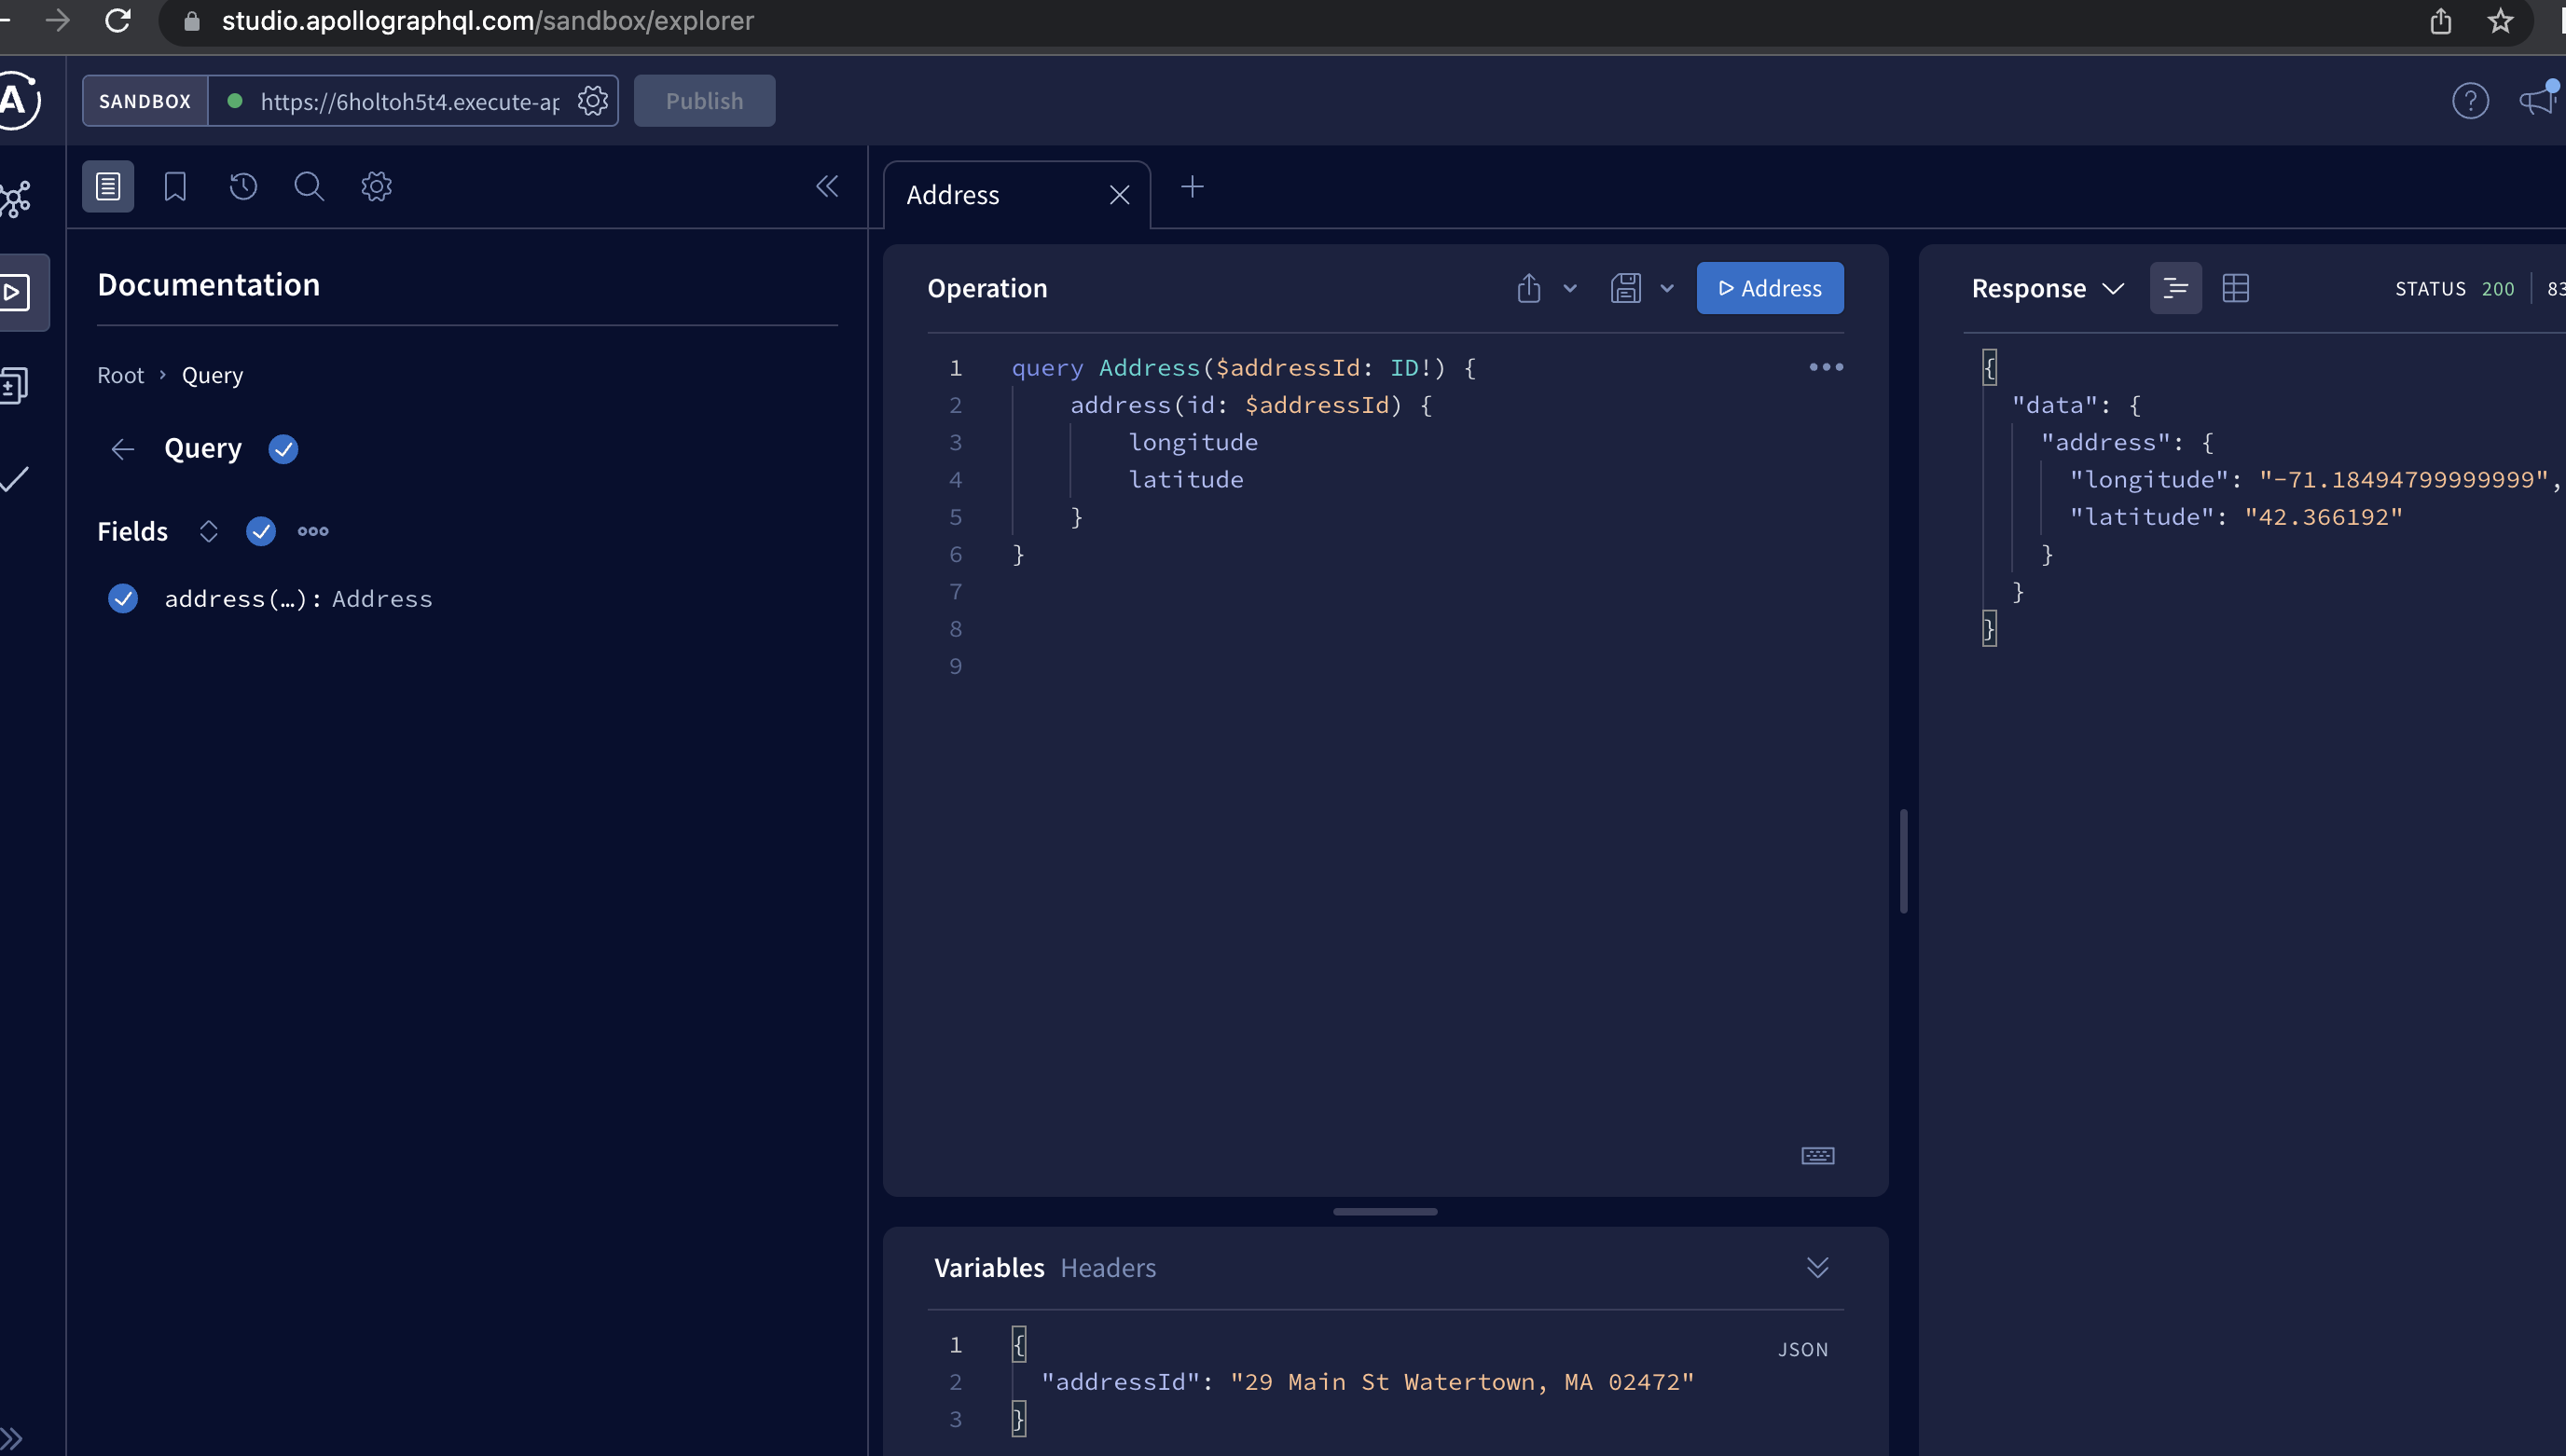 studio.apollographql.com/sandbox/explorer
SANDBOX
https://6holtoh5t4.execute-ap
Publish
Documentation
Root › Query
Query
Fields
address(…): Address
Address
Operation
Address
1 query Address($addressId: ID!) {
2 address(id: $addressId) {
3 longitude
4 latitude
5 }
6 }
7
8
9
Variables Headers
JSON
1 {
2 "addressId": "29 Main St Watertown, MA 02472"
3 }
Response
STATUS 200
83
{
"data": {
"address": {
"longitude": "-71.18494799999999",
"latitude": "42.366192"
}
}
}